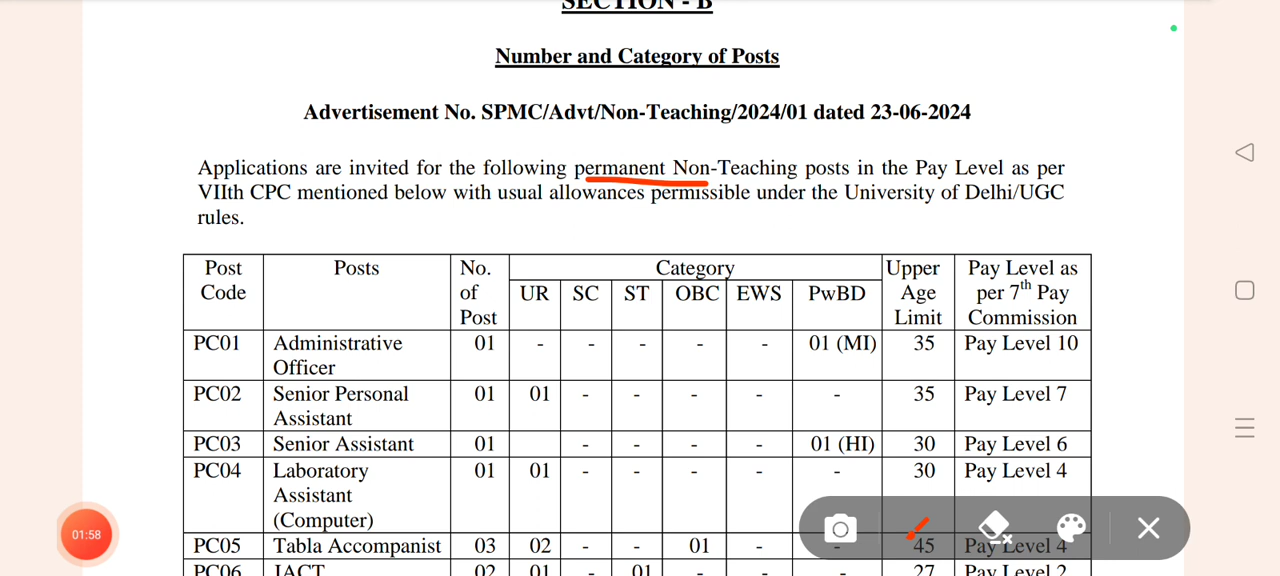 SECTION - B
Number and Category of Posts
Advertisement No. SPMC/Advt/Non-Teaching/2024/01 dated 23-06-2024
Applications are invited for the following permanent Non-Teaching posts in the Pay Level as per
VIIth CPC mentioned below with usual allowances permissible under the University of Delhi/UGC
rules.
Post Code Posts No. of Post Category Upper Age Limit Pay Level as per 7th Pay Commission
UR SC ST OBC EWS PwBD
PC01 Administrative Officer 01 - - - - - 01 (MI) 35 Pay Level 10
PC02 Senior Personal Assistant 01 01 - - - - - 35 Pay Level 7
PC03 Senior Assistant 01 - - - - 01 (HI) 30 Pay Level 6
PC04 Laboratory Assistant (Computer) 01 01 - - - - - 30 Pay Level 4
PC05 Tabla Accompanist 03 02 - - 01 - - 45 Pay Level 4
PC06 JACT 02 01 - 01 - - - 27 Pay Level 2
01:58